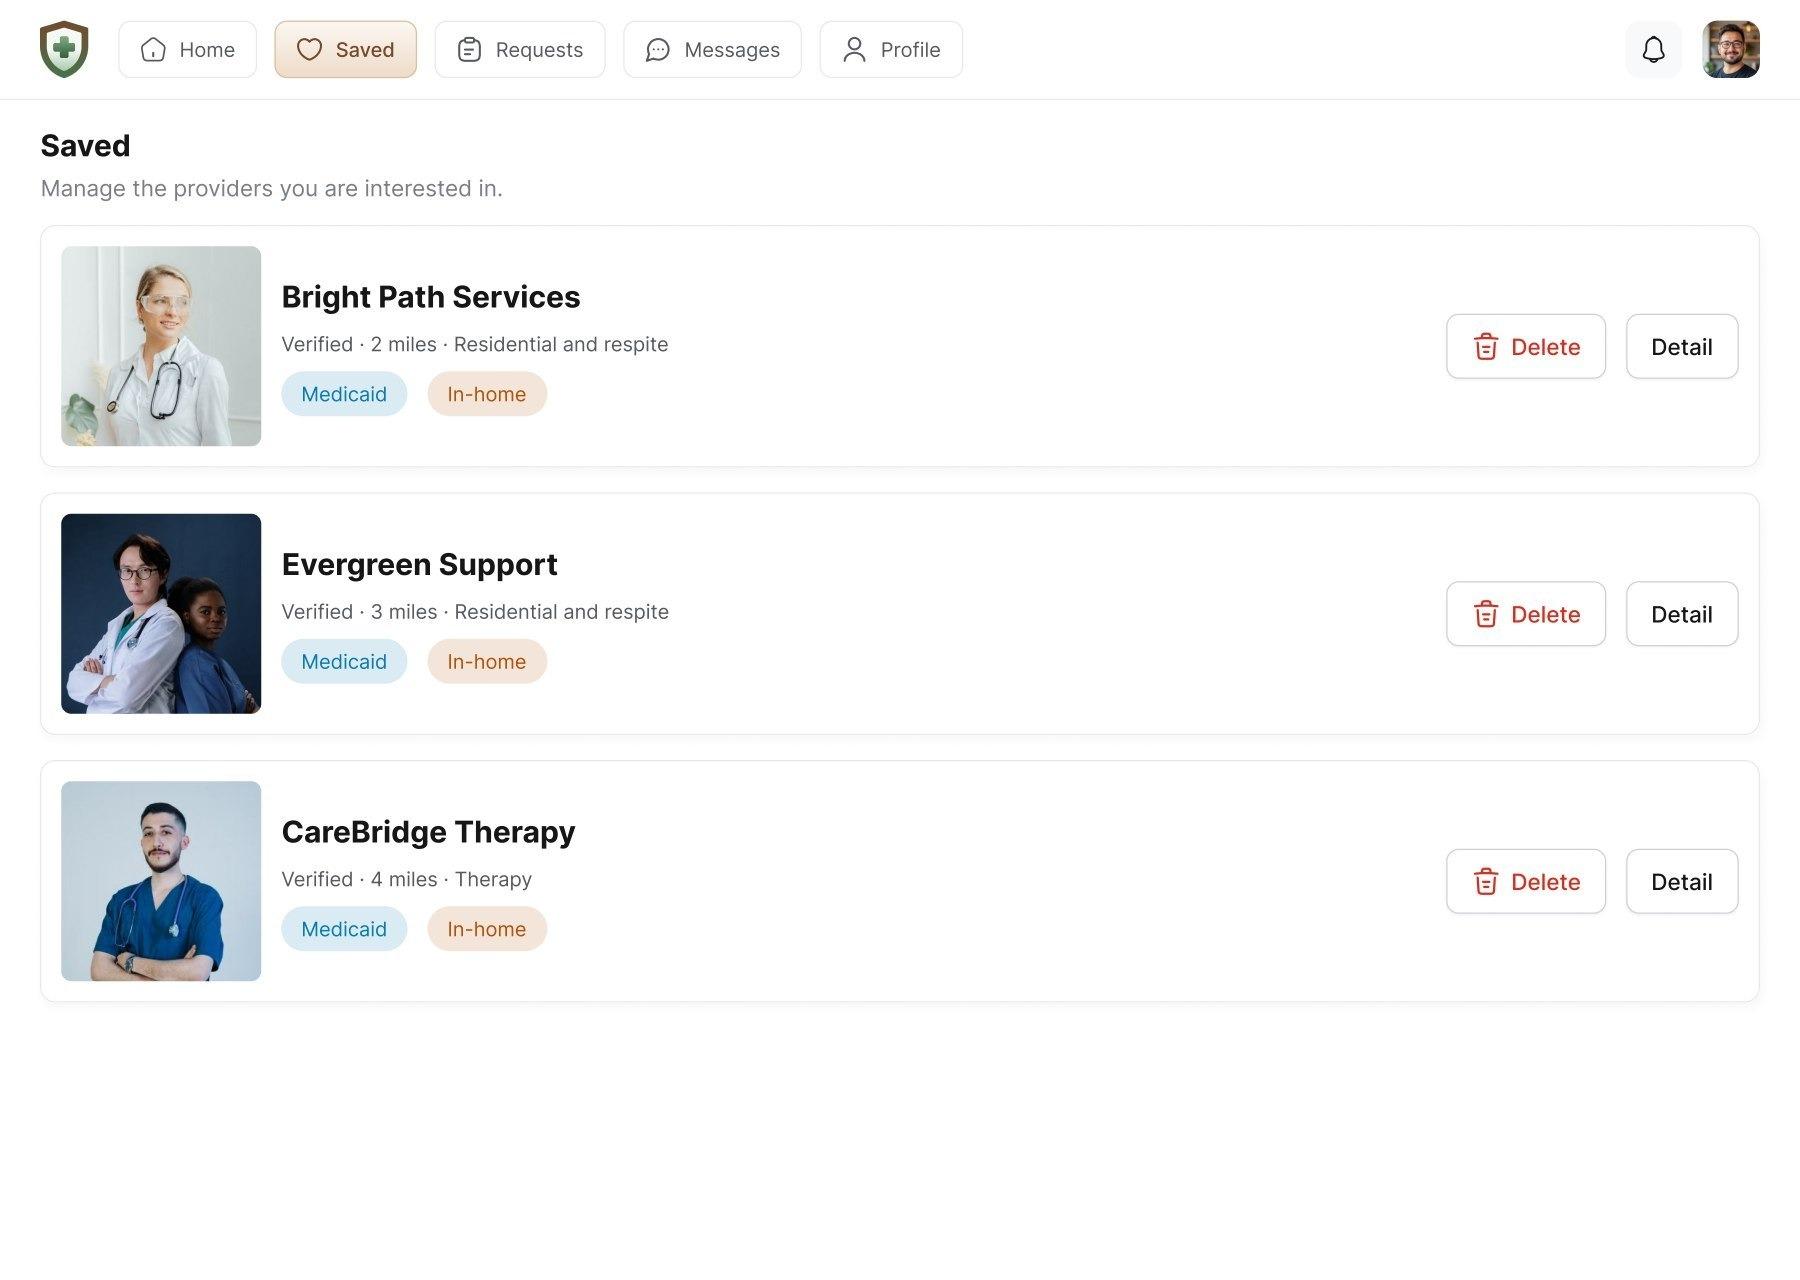 Home
Saved
Requests
Messages
Profile
Saved
Manage the providers you are interested in.
Bright Path Services
Verified · 2 miles · Residential and respite
Medicaid
In-home
Delete
Detail
Evergreen Support
Verified · 3 miles · Residential and respite
Medicaid
In-home
Delete
Detail
CareBridge Therapy
Verified · 4 miles · Therapy
Medicaid
In-home
Delete
Detail